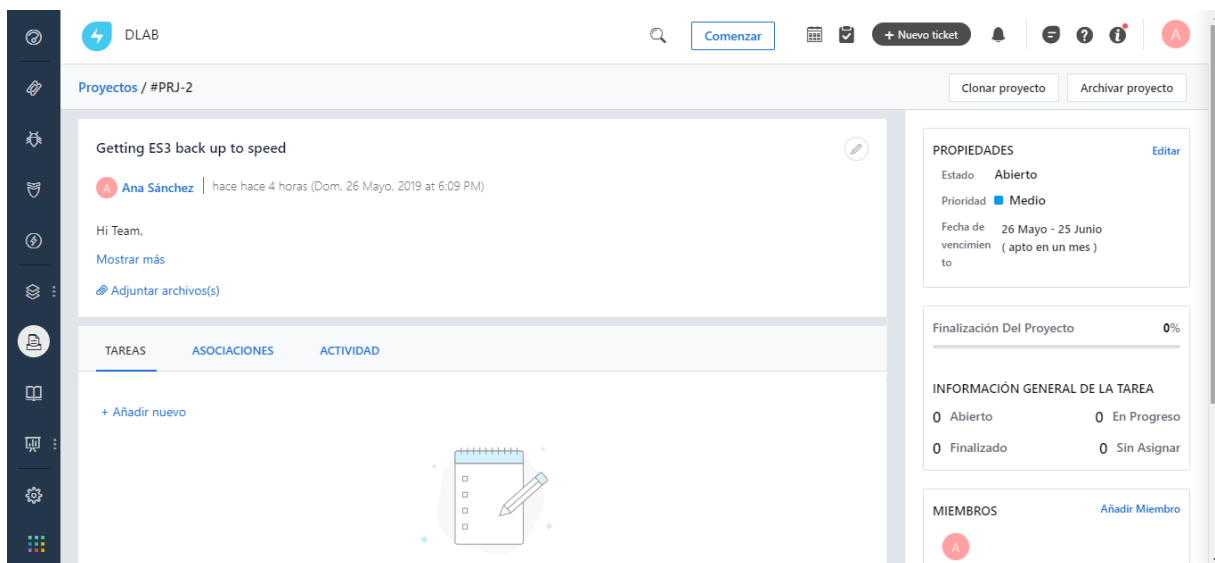 DLAB
Comenzar
+ Nuevo ticket
A
Proyectos / #PRJ-2
Clonar proyecto
Archivar proyecto
Getting ES3 back up to speed
A Ana Sánchez | hace hace 4 horas (Dom, 26 Mayo, 2019 at 6:09 PM)
Hi Team,
Mostrar más
Adjuntar archivos(s)
TAREAS
ASOCIACIONES
ACTIVIDAD
+ Añadir nuevo
PROPIEDADES
Editar
Estado Abierto
Prioridad Medio
Fecha de
vencimien
to
26 Mayo - 25 Junio
( apto en un mes )
Finalización Del Proyecto 0%
INFORMACIÓN GENERAL DE LA TAREA
0 Abierto
0 En Progreso
0 Finalizado
0 Sin Asignar
MIEMBROS
Añadir Miembro
A